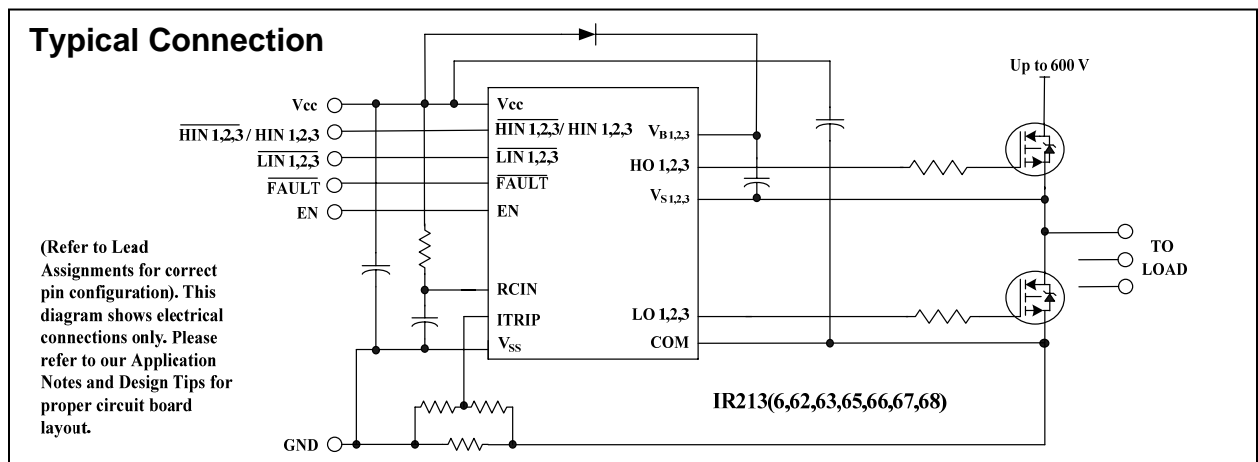 Typical Connection
Up to 600 V
Vcc
HIN 1,2,3 / HIN 1,2,3
LIN 1,2,3
FAULT
EN
Vcc
HIN 1,2,3 / HIN 1,2,3
LIN 1,2,3
FAULT
EN
RCIN
ITRIP
VSS
VB 1,2,3
HO 1,2,3
VS 1,2,3
LO 1,2,3
COM
TO
LOAD
(Refer to Lead
Assignments for correct
pin configuration). This
diagram shows electrical
connections only. Please
refer to our Application
Notes and Design Tips for
proper circuit board
layout.
GND
IR213(6,62,63,65,66,67,68)